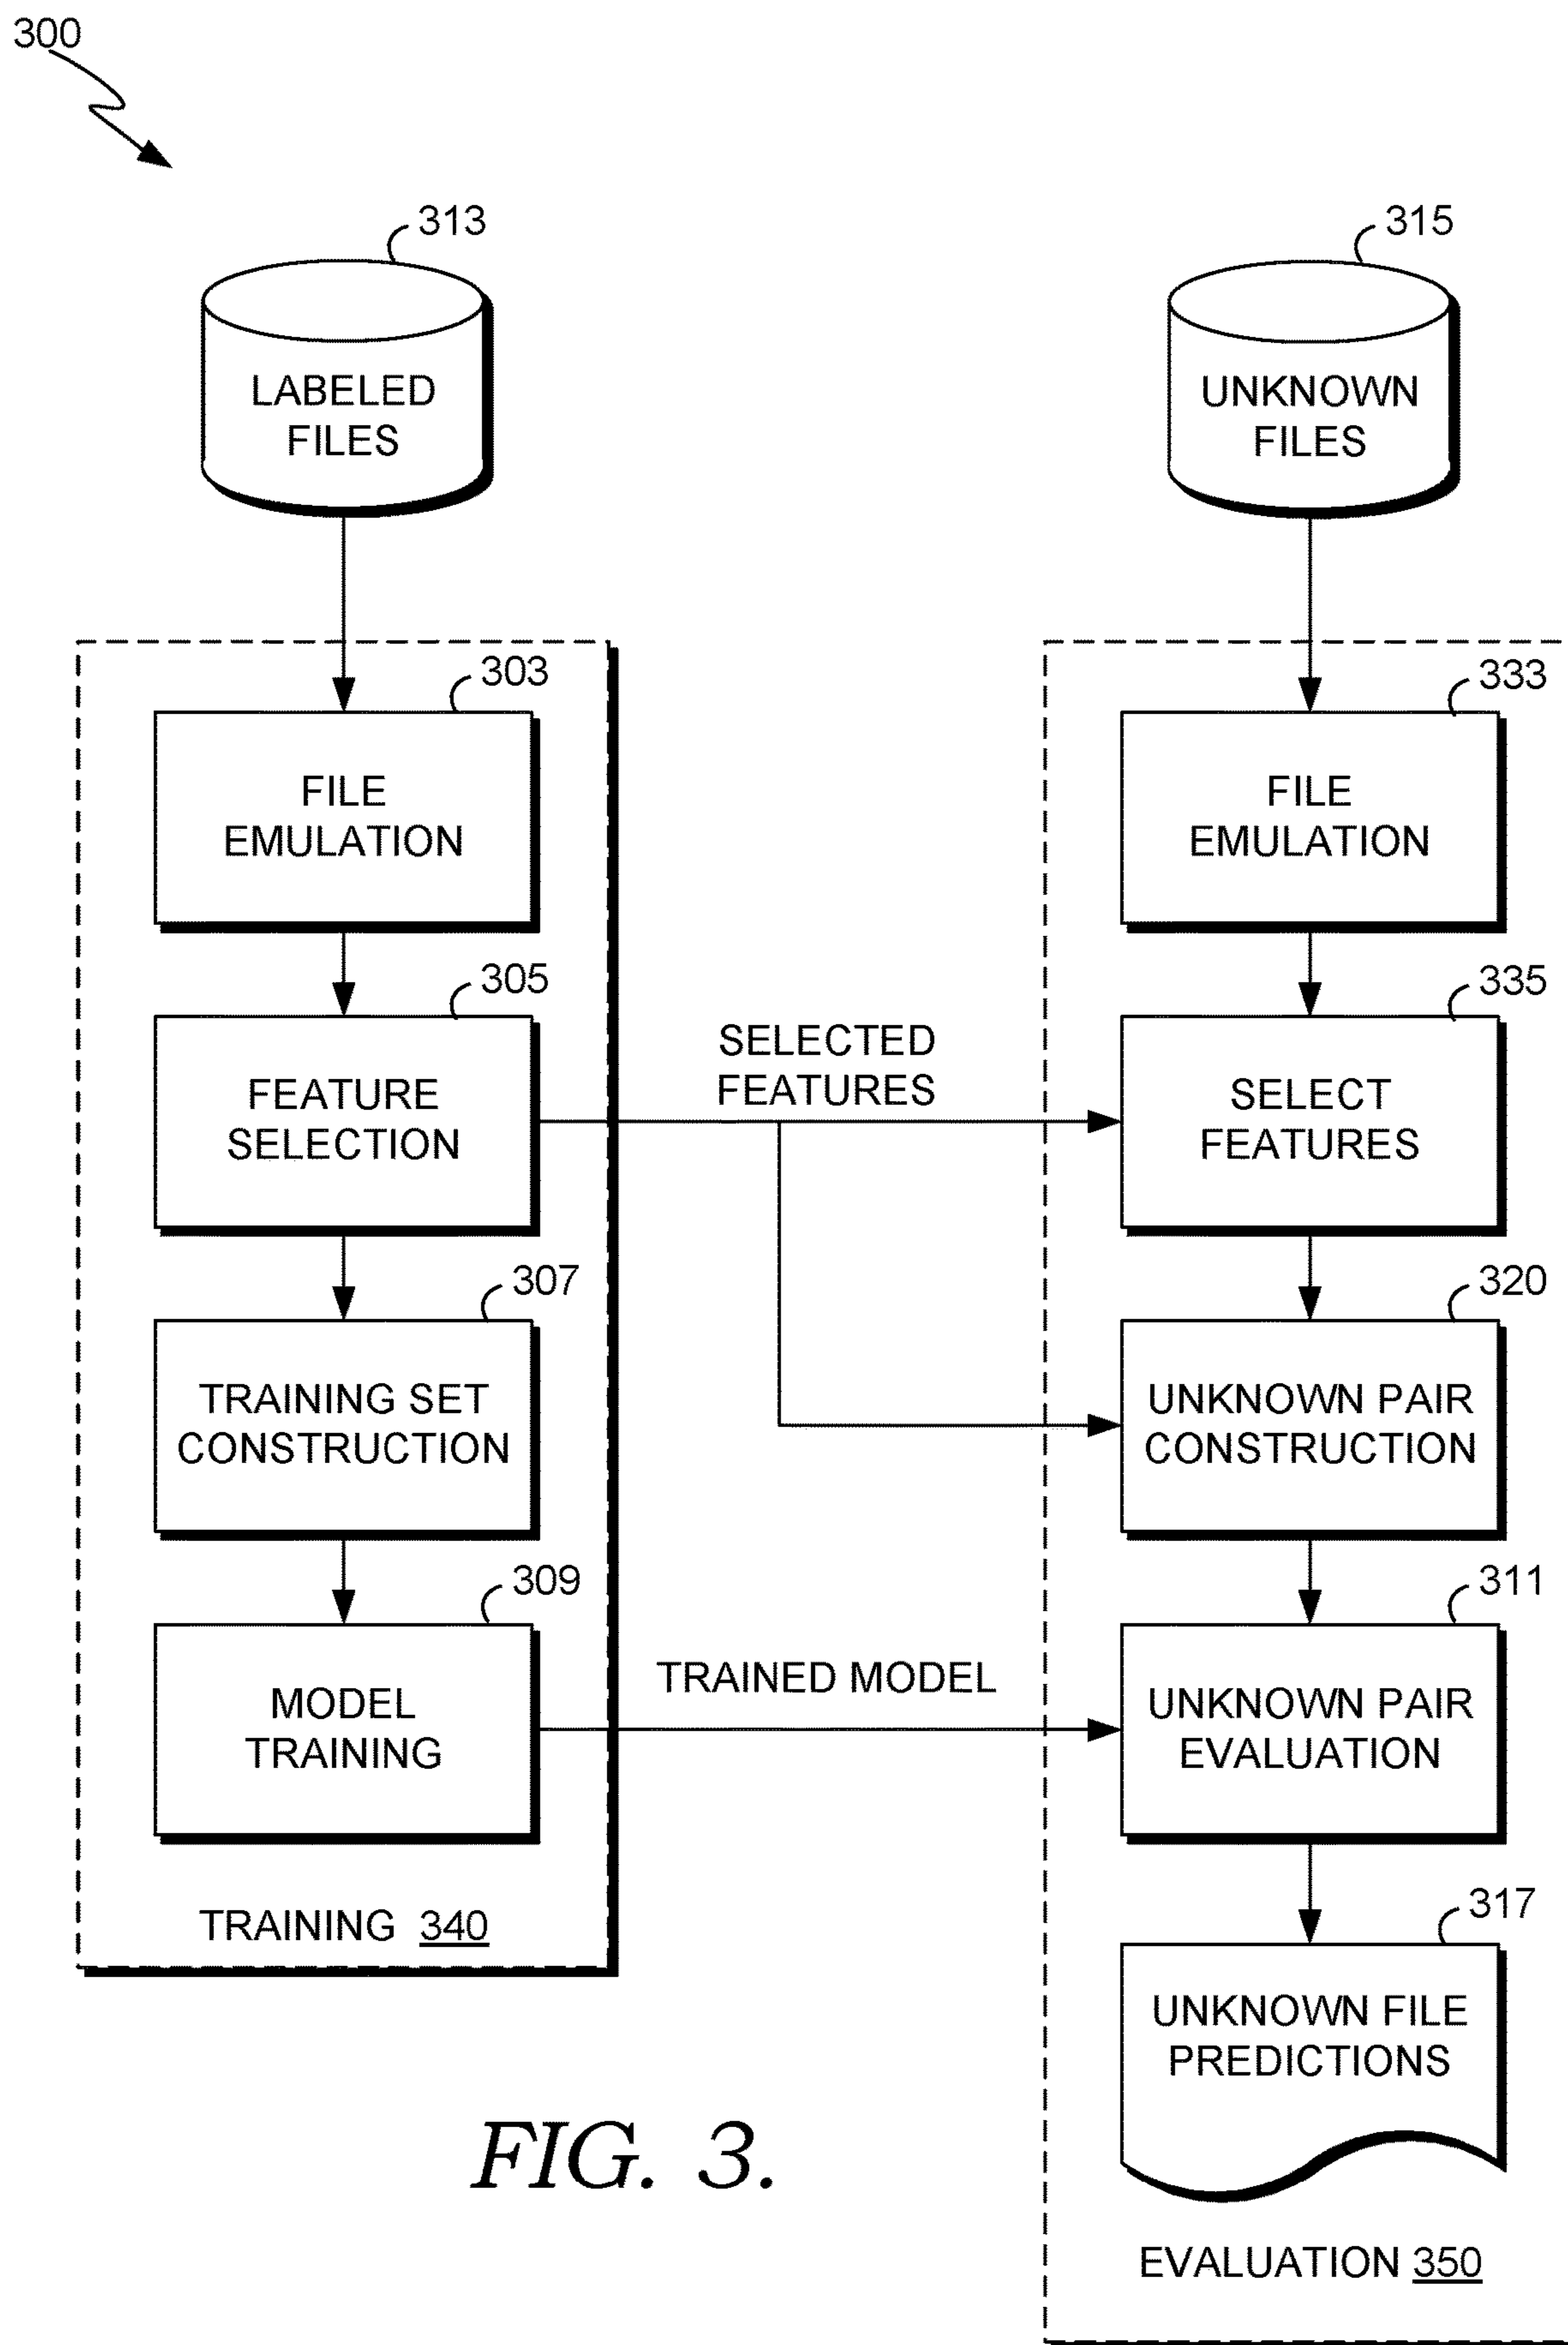 300
313
LABELED
FILES
315
UNKNOWN
FILES
303
FILE
EMULATION
333
FILE
EMULATION
305
FEATURE
SELECTION
SELECTED
FEATURES
335
SELECT
FEATURES
307
TRAINING SET
CONSTRUCTION
320
UNKNOWN PAIR
CONSTRUCTION
309
MODEL
TRAINING
TRAINED MODEL
311
UNKNOWN PAIR
EVALUATION
TRAINING 340
317
UNKNOWN FILE
PREDICTIONS
EVALUATION 350
FIG. 3.